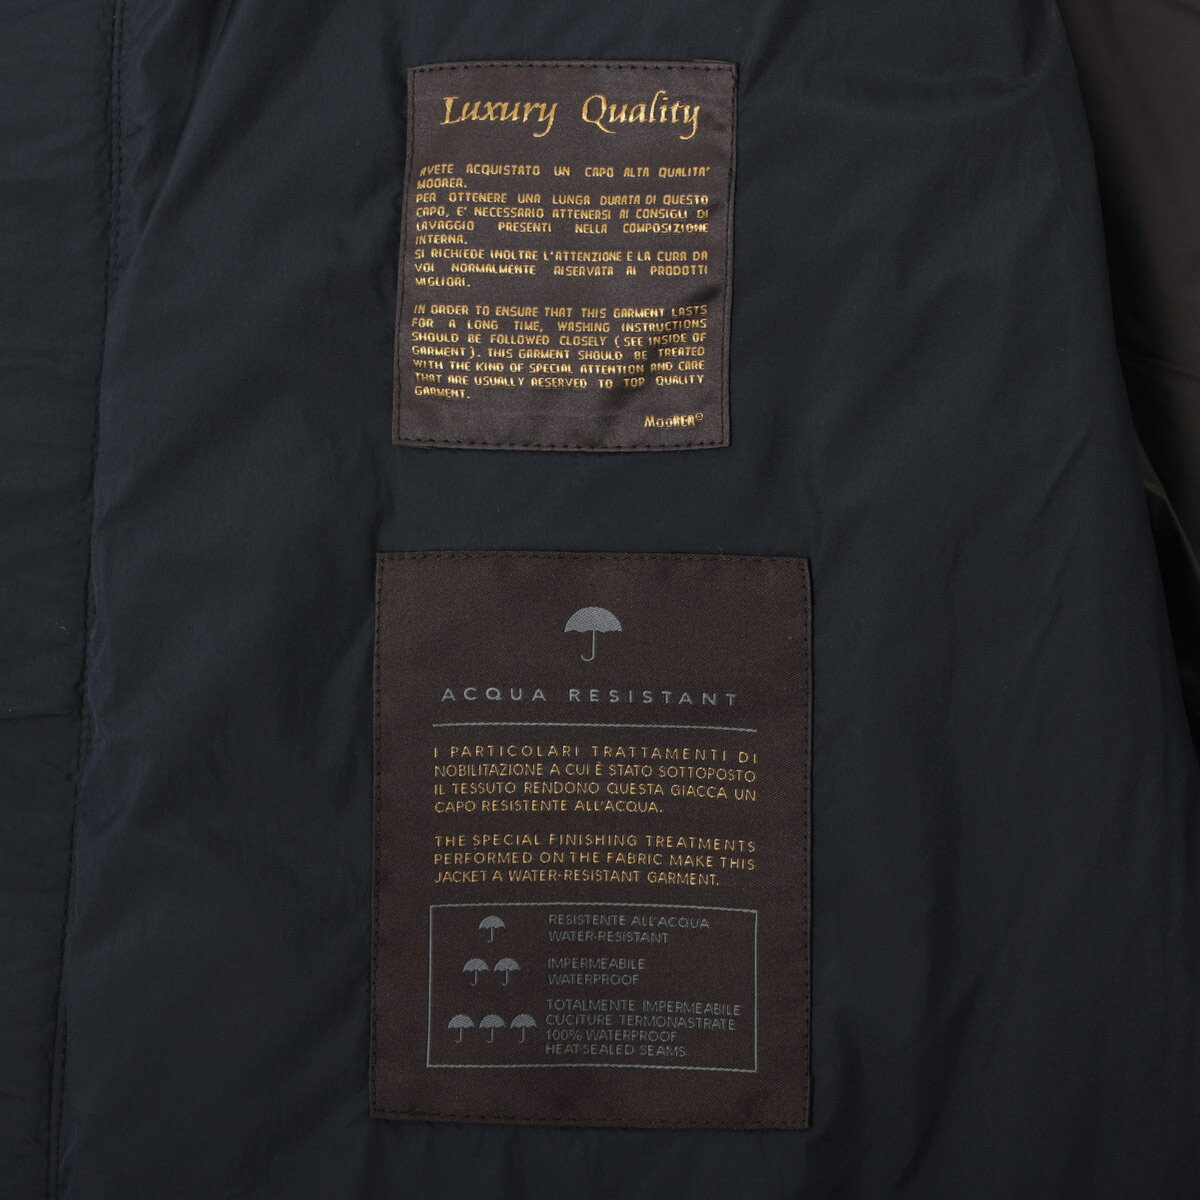 Luxury Quality
AVETE ACQUISTATO UN CAPO ALTA QUALITA'
MOORER.
PER OTTENERE UNA LUNGA DURATA DI QUESTO
CAPO, E' NECESSARIO ATTENERSI AI CONSIGLI DI
LAVAGGIO PRESENTI NELLA COMPOSIZIONE
INTERNA.
SI RICHIEDE INOLTRE L'ATTENZIONE E LA CURA DA
VOI NORMALMENTE RISERVATA AI PRODOTTI
MIGLIORI.
IN ORDER TO ENSURE THAT THIS GARMENT LASTS
FOR A LONG TIME, WASHING INSTRUCTIONS
SHOULD BE FOLLOWED CLOSELY ( SEE INSIDE OF
GARMENT ). THIS GARMENT SHOULD BE TREATED
WITH THE KIND OF SPECIAL ATTENTION AND CARE
THAT ARE USUALLY RESERVED TO TOP QUALITY
GARMENT.
MooRER©
ACQUA RESISTANT
I PARTICOLARI TRATTAMENTI DI
NOBILITAZIONE A CUI È STATO SOTTOPOSTO
IL TESSUTO RENDONO QUESTA GIACCA UN
CAPO RESISTENTE ALL'ACQUA.
THE SPECIAL FINISHING TREATMENTS
PERFORMED ON THE FABRIC MAKE THIS
JACKET A WATER-RESISTANT GARMENT.
RESISTENTE ALL'ACQUA
WATER-RESISTANT
IMPERMEABILE
WATERPROOF
TOTALMENTE IMPERMEABILE
CUCITURE TERMONASTRATE
100% WATERPROOF
HEAT-SEALED SEAMS